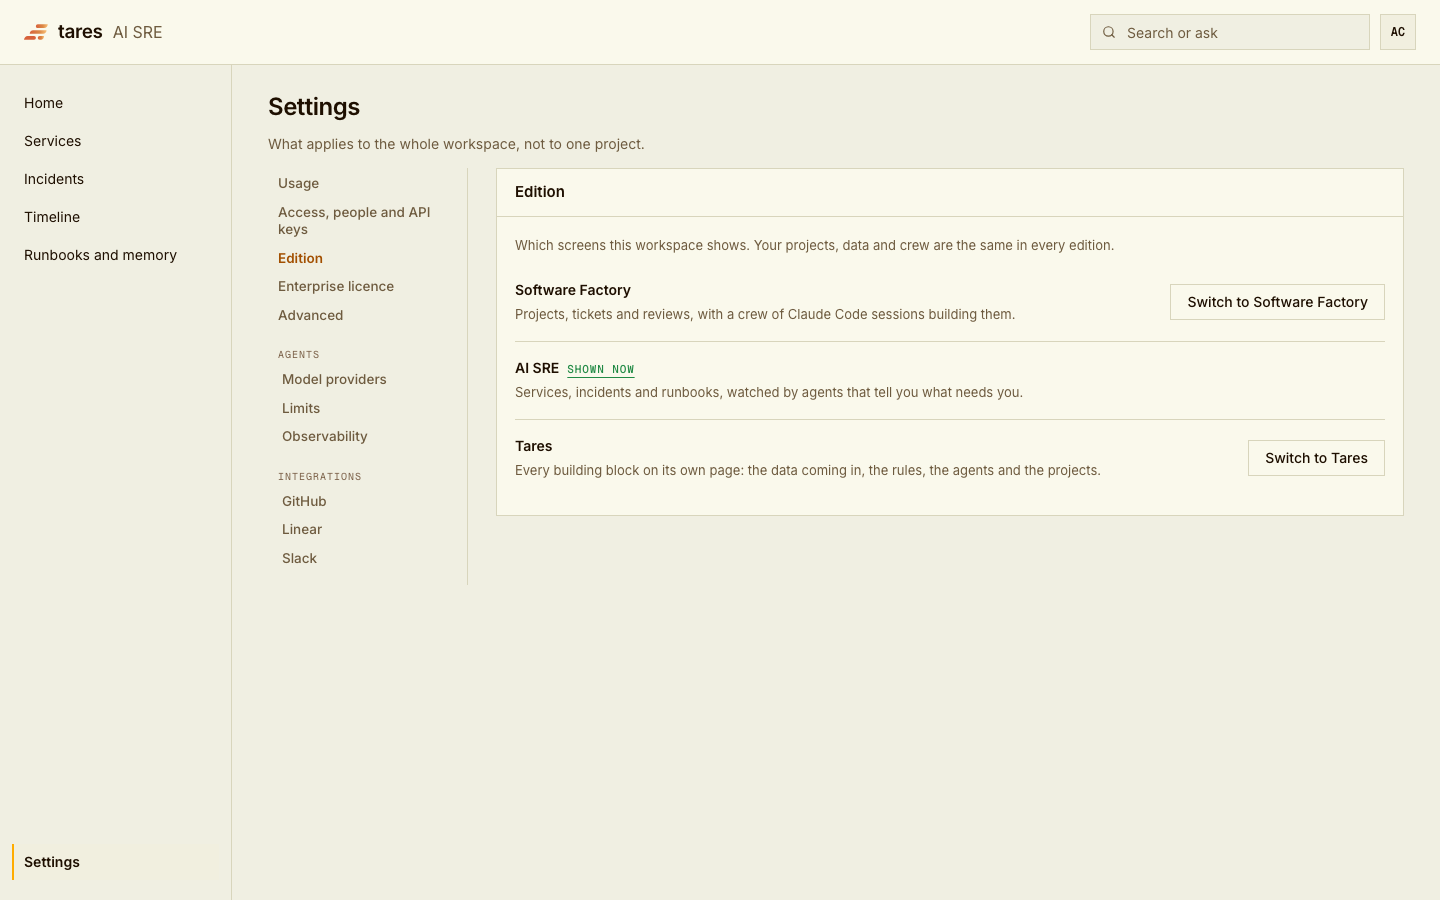 tares AI SRE
Search or ask
AC
Home
Services
Incidents
Timeline
Runbooks and memory
Settings
Settings
What applies to the whole workspace, not to one project.
Usage
Access, people and API
keys
Edition
Enterprise licence
Advanced
AGENTS
Model providers
Limits
Observability
INTEGRATIONS
GitHub
Linear
Slack
Edition
Which screens this workspace shows. Your projects, data and crew are the same in every edition.
Software Factory
Projects, tickets and reviews, with a crew of Claude Code sessions building them.
Switch to Software Factory
AI SRE SHOWN NOW
Services, incidents and runbooks, watched by agents that tell you what needs you.
Tares
Every building block on its own page: the data coming in, the rules, the agents and the projects.
Switch to Tares